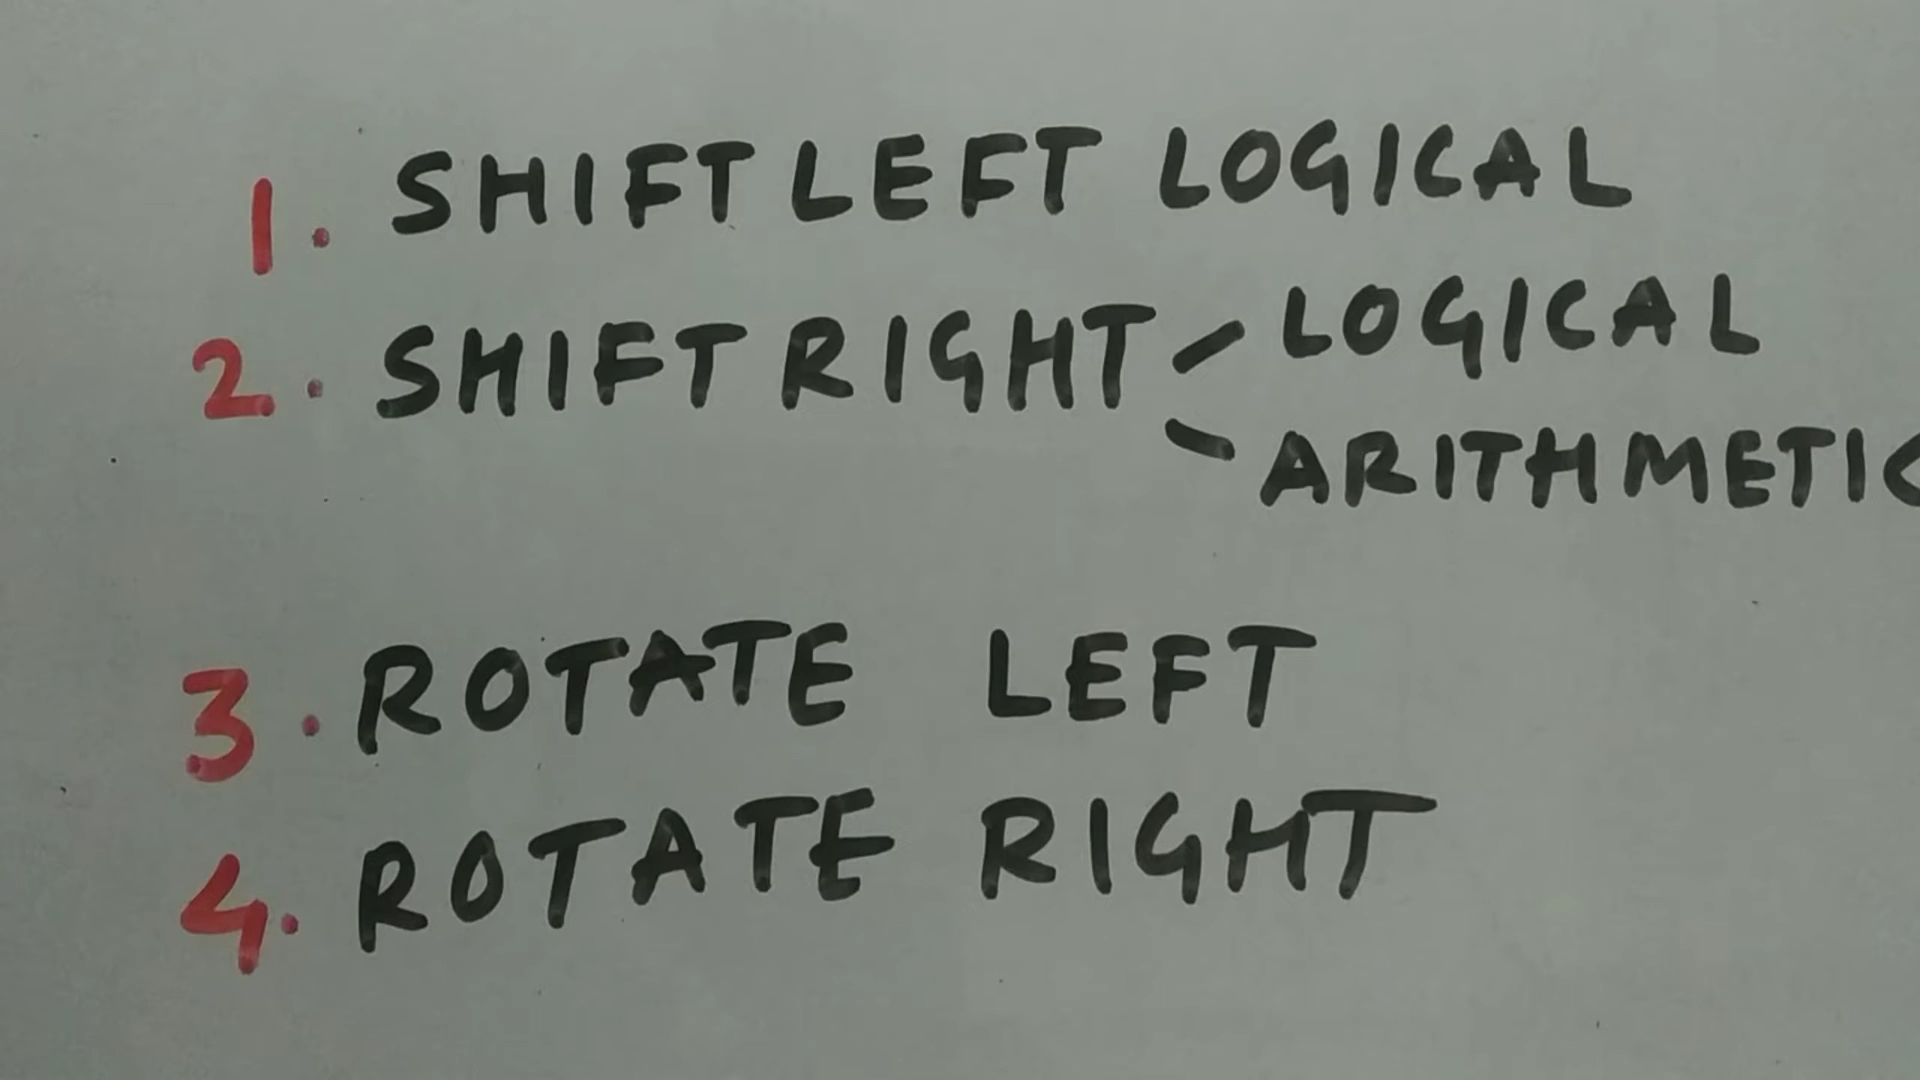 1. SHIFT LEFT LOGICAL
2. SHIFT RIGHT - LOGICAL
- ARITHMETIC
3. ROTATE LEFT
4. ROTATE RIGHT